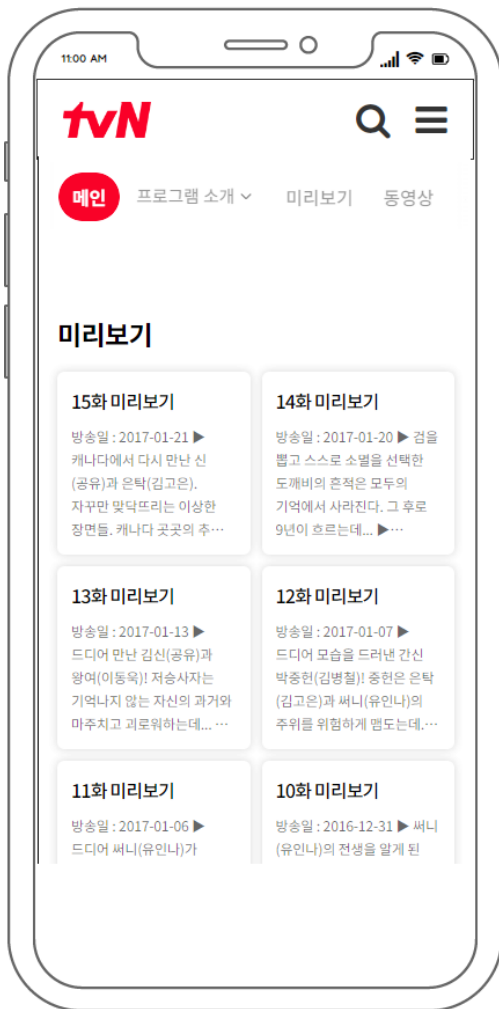 11:00 AM
tvN
메인 프로그램 소개 미리보기 동영상
미리보기
15화 미리보기
방송일 : 2017-01-21 ▶
캐나다에서 다시 만난 신
(공유)과 은탁(김고은).
자꾸만 맞닥뜨리는 이상한
장면들. 캐나다 곳곳의 추…
14화 미리보기
방송일 : 2017-01-20 ▶ 검을
뽑고 스스로 소멸을 선택한
도깨비의 흔적은 모두의
기억에서 사라진다. 그 후로
9년이 흐르는데... ▶…
13화 미리보기
방송일 : 2017-01-13 ▶
드디어 만난 김신(공유)과
왕여(이동욱)! 저승사자는
기억나지 않는 자신의 과거와
마주치고 괴로워하는데... …
12화 미리보기
방송일 : 2017-01-07 ▶
드디어 모습을 드러낸 간신
박중헌(김병철)! 중헌은 은탁
(김고은)과 써니(유인나)의
주위를 위험하게 맴도는데.…
11화 미리보기
방송일 : 2017-01-06 ▶
드디어 써니(유인나)가
10화 미리보기
방송일 : 2016-12-31 ▶ 써니
(유인나)의 전생을 알게 된